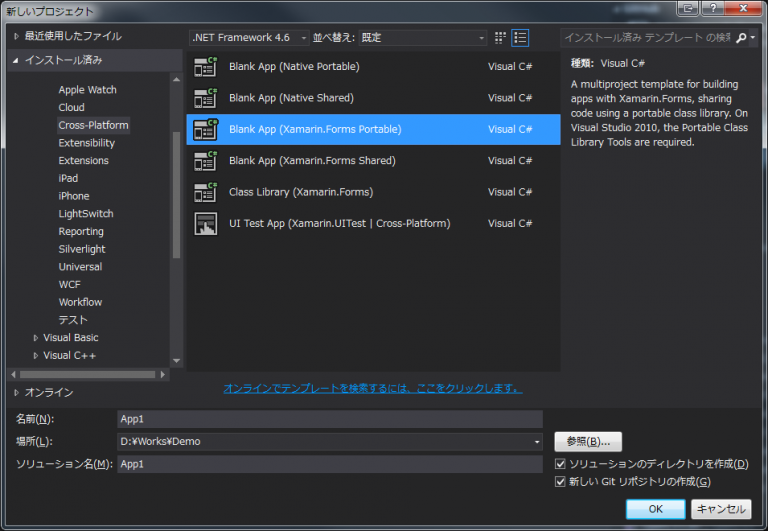 新しいプロジェクト
最近使用したファイル
インストール済み
Apple Watch
Cloud
Cross-Platform
Extensibility
Extensions
iPad
iPhone
LightSwitch
Reporting
Silverlight
Universal
WCF
Workflow
テスト
Visual Basic
Visual C++
オンライン
.NET Framework 4.6 並べ替え: 既定
Blank App (Native Portable) Visual C#
Blank App (Native Shared) Visual C#
Blank App (Xamarin.Forms Portable) Visual C#
Blank App (Xamarin.Forms Shared) Visual C#
Class Library (Xamarin.Forms) Visual C#
UI Test App (Xamarin.UITest | Cross-Platform) Visual C#
オンラインでテンプレートを検索するには、ここをクリックします。
インストール済み テンプレート の検索
種類: Visual C#
A multiproject template for building
apps with Xamarin.Forms, sharing
code using a portable class library. On
Visual Studio 2010, the Portable Class
Library Tools are required.
名前(N): App1
場所(L): D:¥Works¥Demo 参照(B)...
ソリューション名(M): App1
ソリューションのディレクトリを作成(D)
新しい Git リポジトリの作成(G)
OK キャンセル